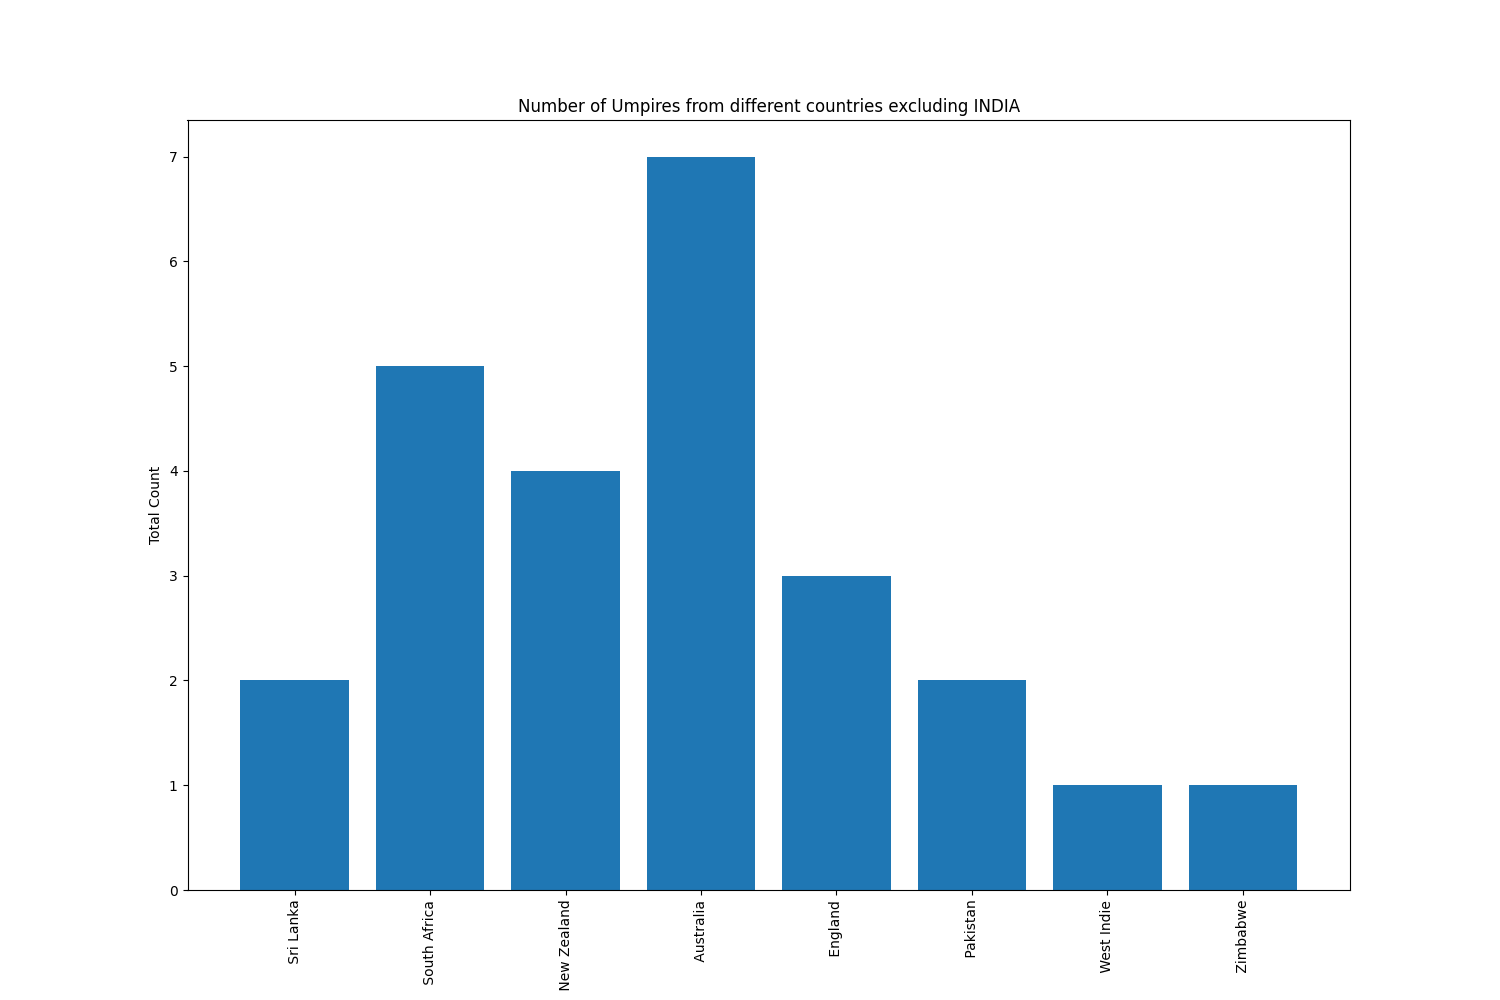 Number of Umpires from different countries excluding INDIA
Total Count
7
6
5
4
3
2
1
0
Sri Lanka
South Africa
New Zealand
Australia
England
Pakistan
West Indie
Zimbabwe